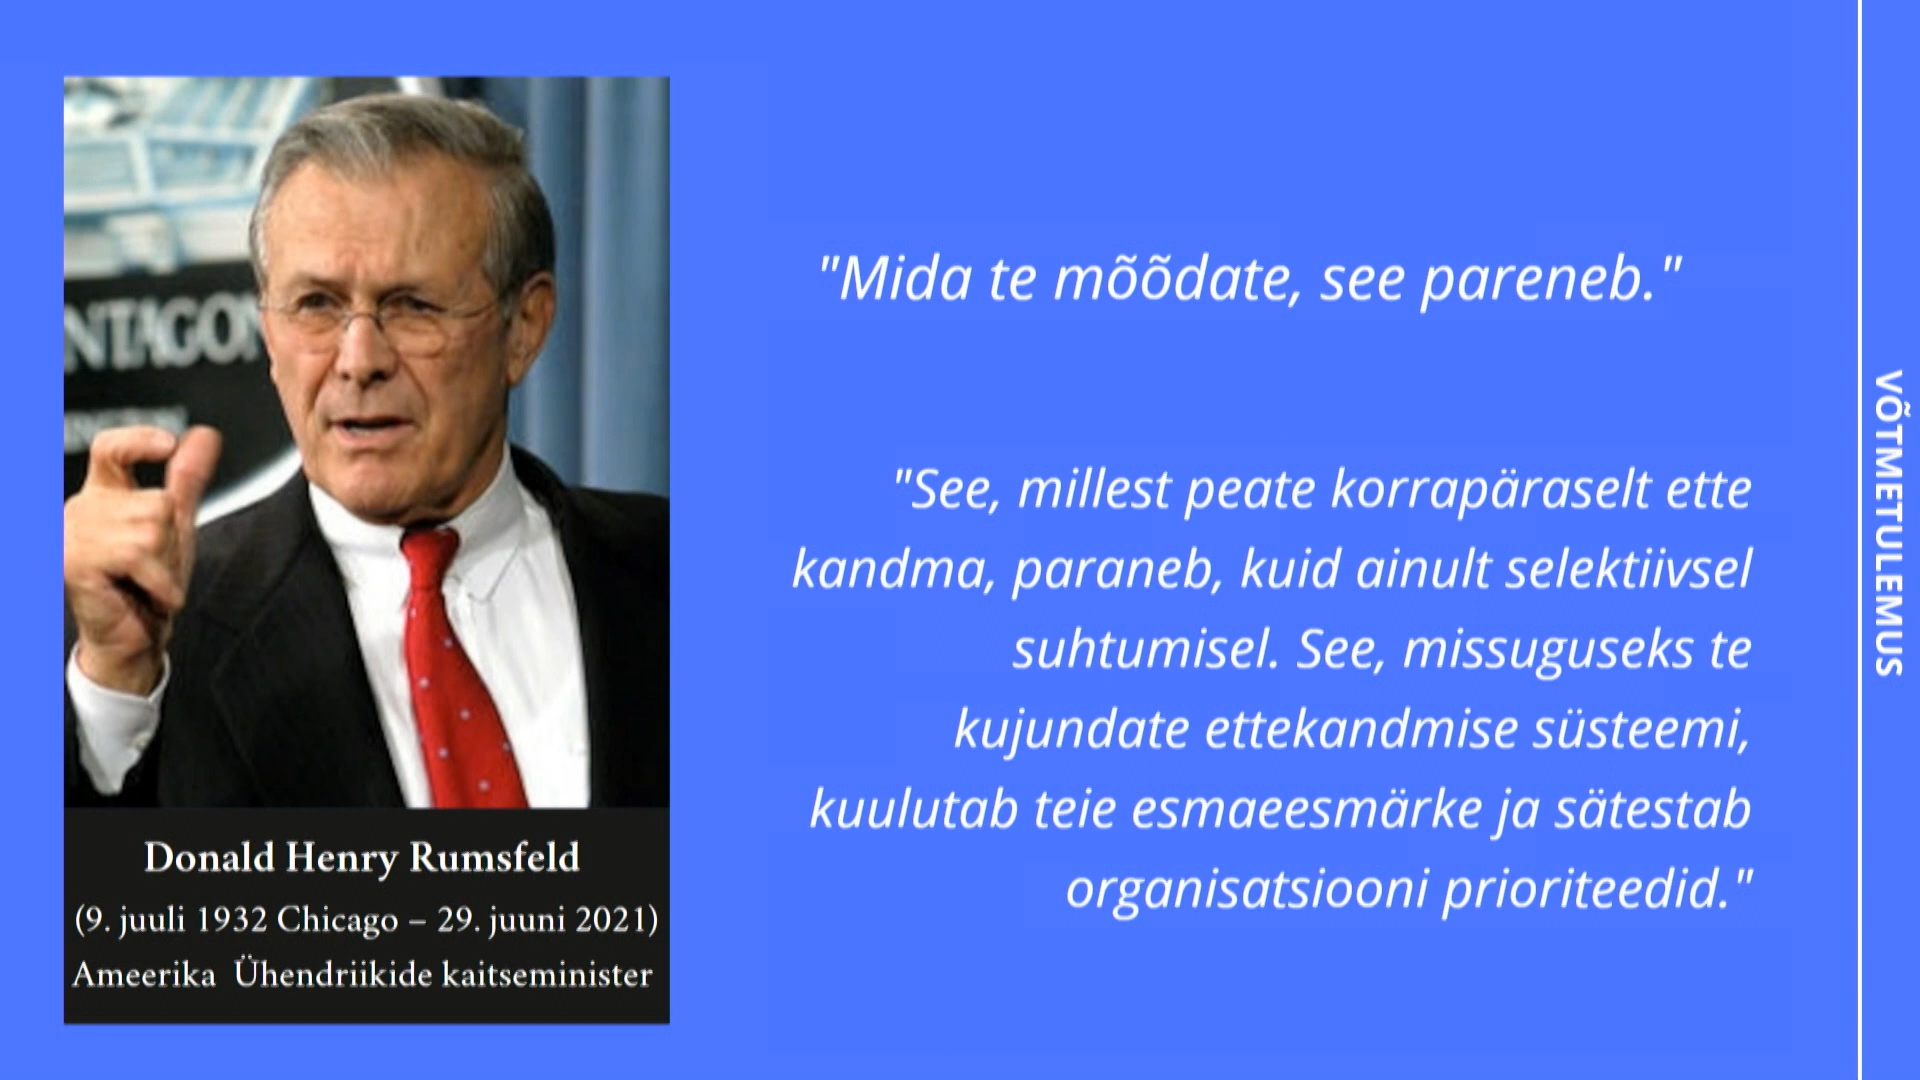 NTAGON
Donald Henry Rumsfeld
(9. juuli 1932 Chicago – 29. juuni 2021)
Ameerika Ühendriikide kaitseminister
"Mida te mõõdate, see pareneb."
"See, millest peate korrapäraselt ette
kandma, paraneb, kuid ainult selektiivsel
suhtumisel. See, missuguseks te
kujundate ettekandmise süsteemi,
kuulutab teie esmaeesmärke ja sätestab
organisatsiooni prioriteedid."
VÕTMETULEMUS